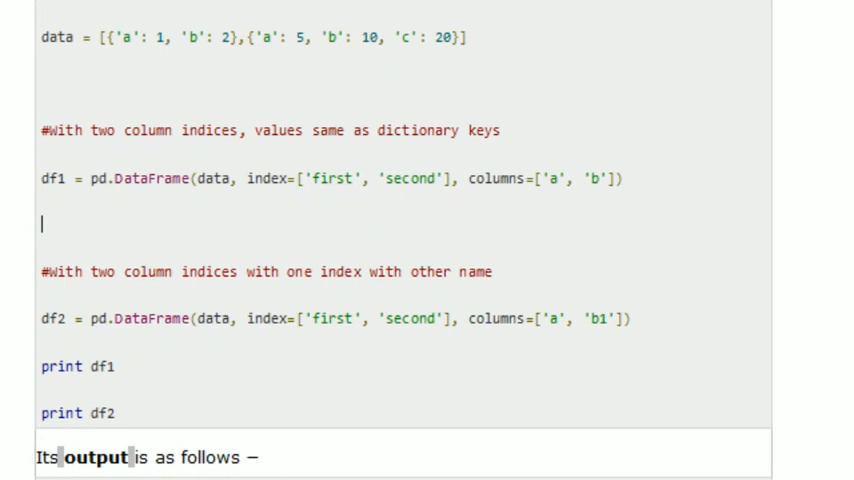 data = [{'a': 1, 'b': 2},{'a': 5, 'b': 10, 'c': 20}]
#With two column indices, values same as dictionary keys
df1 = pd.DataFrame(data, index=['first', 'second'], columns=['a', 'b'])
#With two column indices with one index with other name
df2 = pd.DataFrame(data, index=['first', 'second'], columns=['a', 'b1'])
print df1
print df2
Its output is as follows −